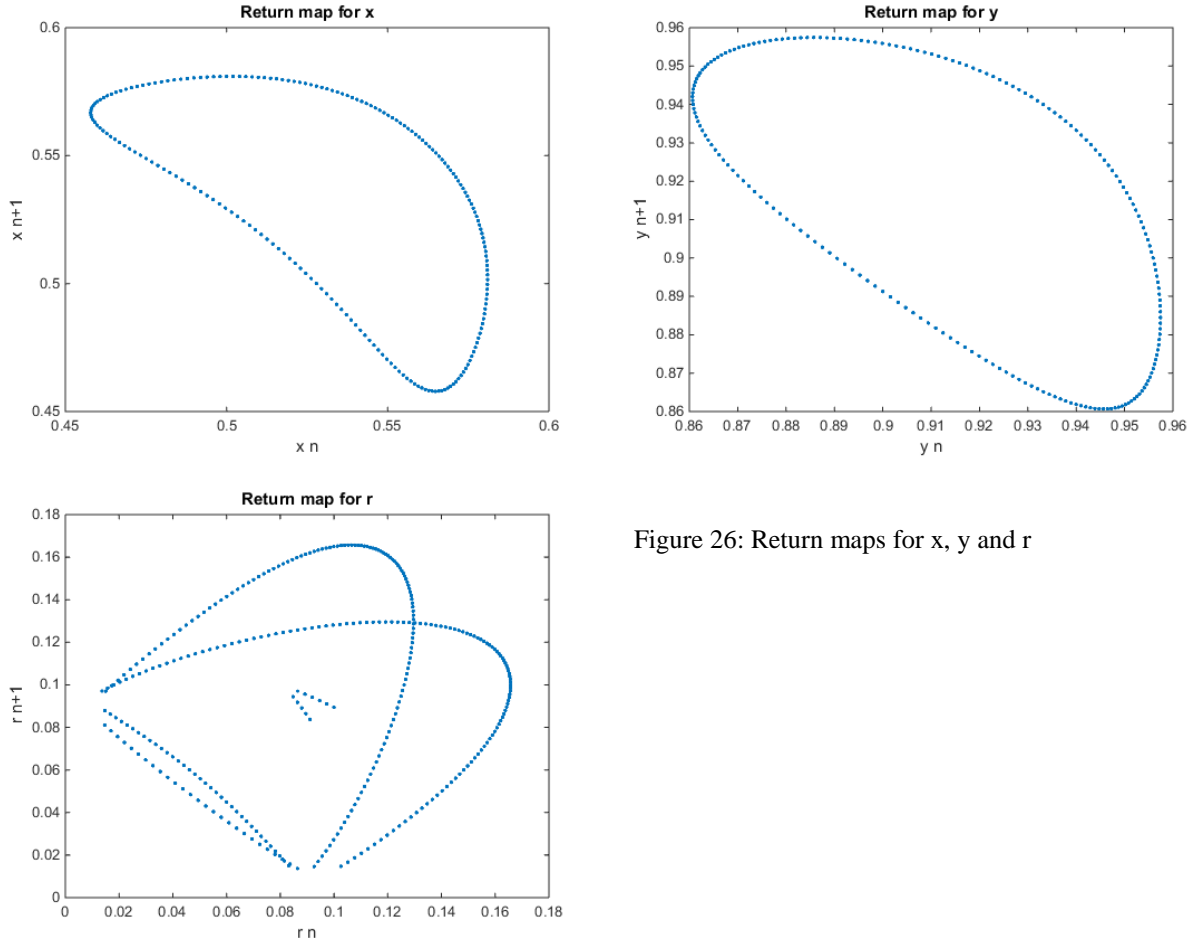 Return map for x
0.6
0.55
0.5
0.45
x n+1
0.45 0.5 0.55 0.6
x n
Return map for y
0.96
0.95
0.94
0.93
0.92
0.91
0.9
0.89
0.88
0.87
0.86
y n+1
0.86 0.87 0.88 0.89 0.9 0.91 0.92 0.93 0.94 0.95 0.96
y n
Return map for r
0.18
0.16
0.14
0.12
0.1
0.08
0.06
0.04
0.02
0
r n+1
0 0.02 0.04 0.06 0.08 0.1 0.12 0.14 0.16 0.18
r n
Figure 26: Return maps for x, y and r